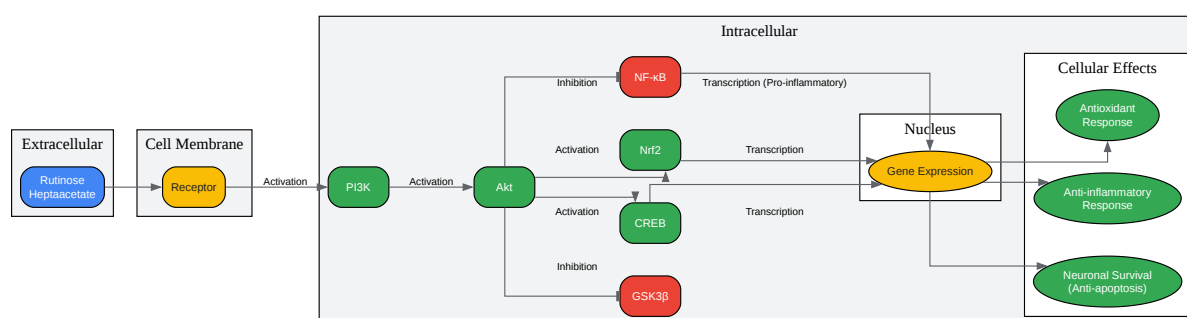 Intracellular
Extracellular
Rutinose
Heptaacetate
Cell Membrane
Receptor
Activation
PI3K
Activation
Akt
Inhibition
NF-κB
Transcription (Pro-inflammatory)
Activation
Nrf2
Transcription
Activation
CREB
Transcription
Inhibition
GSK3β
Nucleus
Gene Expression
Cellular Effects
Antioxidant
Response
Anti-inflammatory
Response
Neuronal Survival
(Anti-apoptosis)